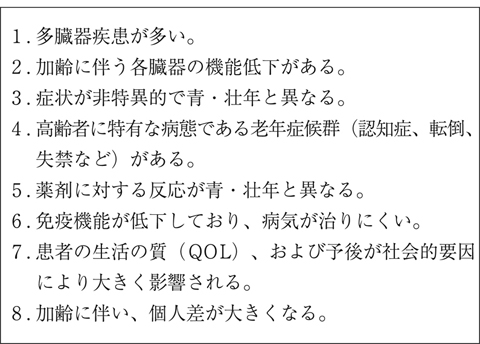 1．多臓器疾患が多い。
2．加齢に伴う各臓器の機能低下がある。
3．症状が非特異的で青・壮年と異なる。
4．高齢者に特有な病態である老年症候群（認知症、転倒、
失禁など）がある。
5．薬剤に対する反応が青・壮年と異なる。
6．免疫機能が低下しており、病気が治りにくい。
7．患者の生活の質（QOL）、および予後が社会的要因
により大きく影響される。
8．加齢に伴い、個人差が大きくなる。